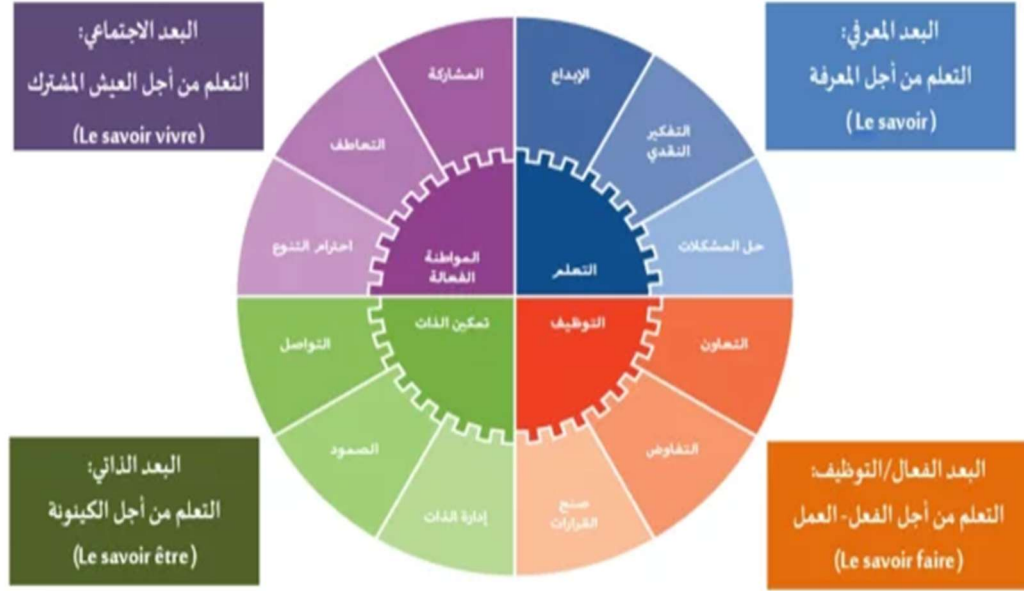 البعد المعرفي:
التعلم من أجل المعرفة
(Le savoir)
البعد الاجتماعي:
التعلم من أجل العيش المشترك
(Le savoir vivre)
الإبداع
التفكير
النقدي
حل المشكلات
التعلم
المشاركة
التعاطف
احترام التنوع
المواطنة
الفعالة
التوظيف
التعاون
التفاوض
صنع
القرارات
تمكين الذات
التواصل
الصمود
إدارة الذات
البعد الفعال/التوظيف:
التعلم من أجل الفعل- العمل
(Le savoir faire)
البعد الذاتي:
التعلم من أجل الكينونة
(Le savoir être)